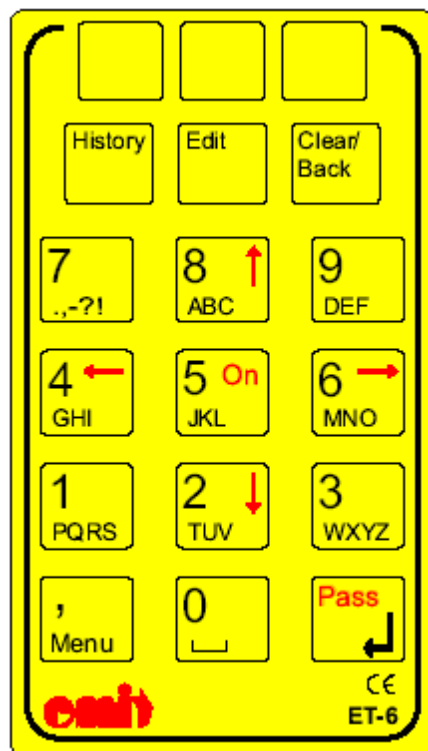 History Edit Clear/
Back
7 8 9
.,-?! ABC DEF
4 5 On 6
GHI JKL MNO
1 2 3
PQRS TUV WXYZ
, 0 Pass
Menu
emit CE
ET-6